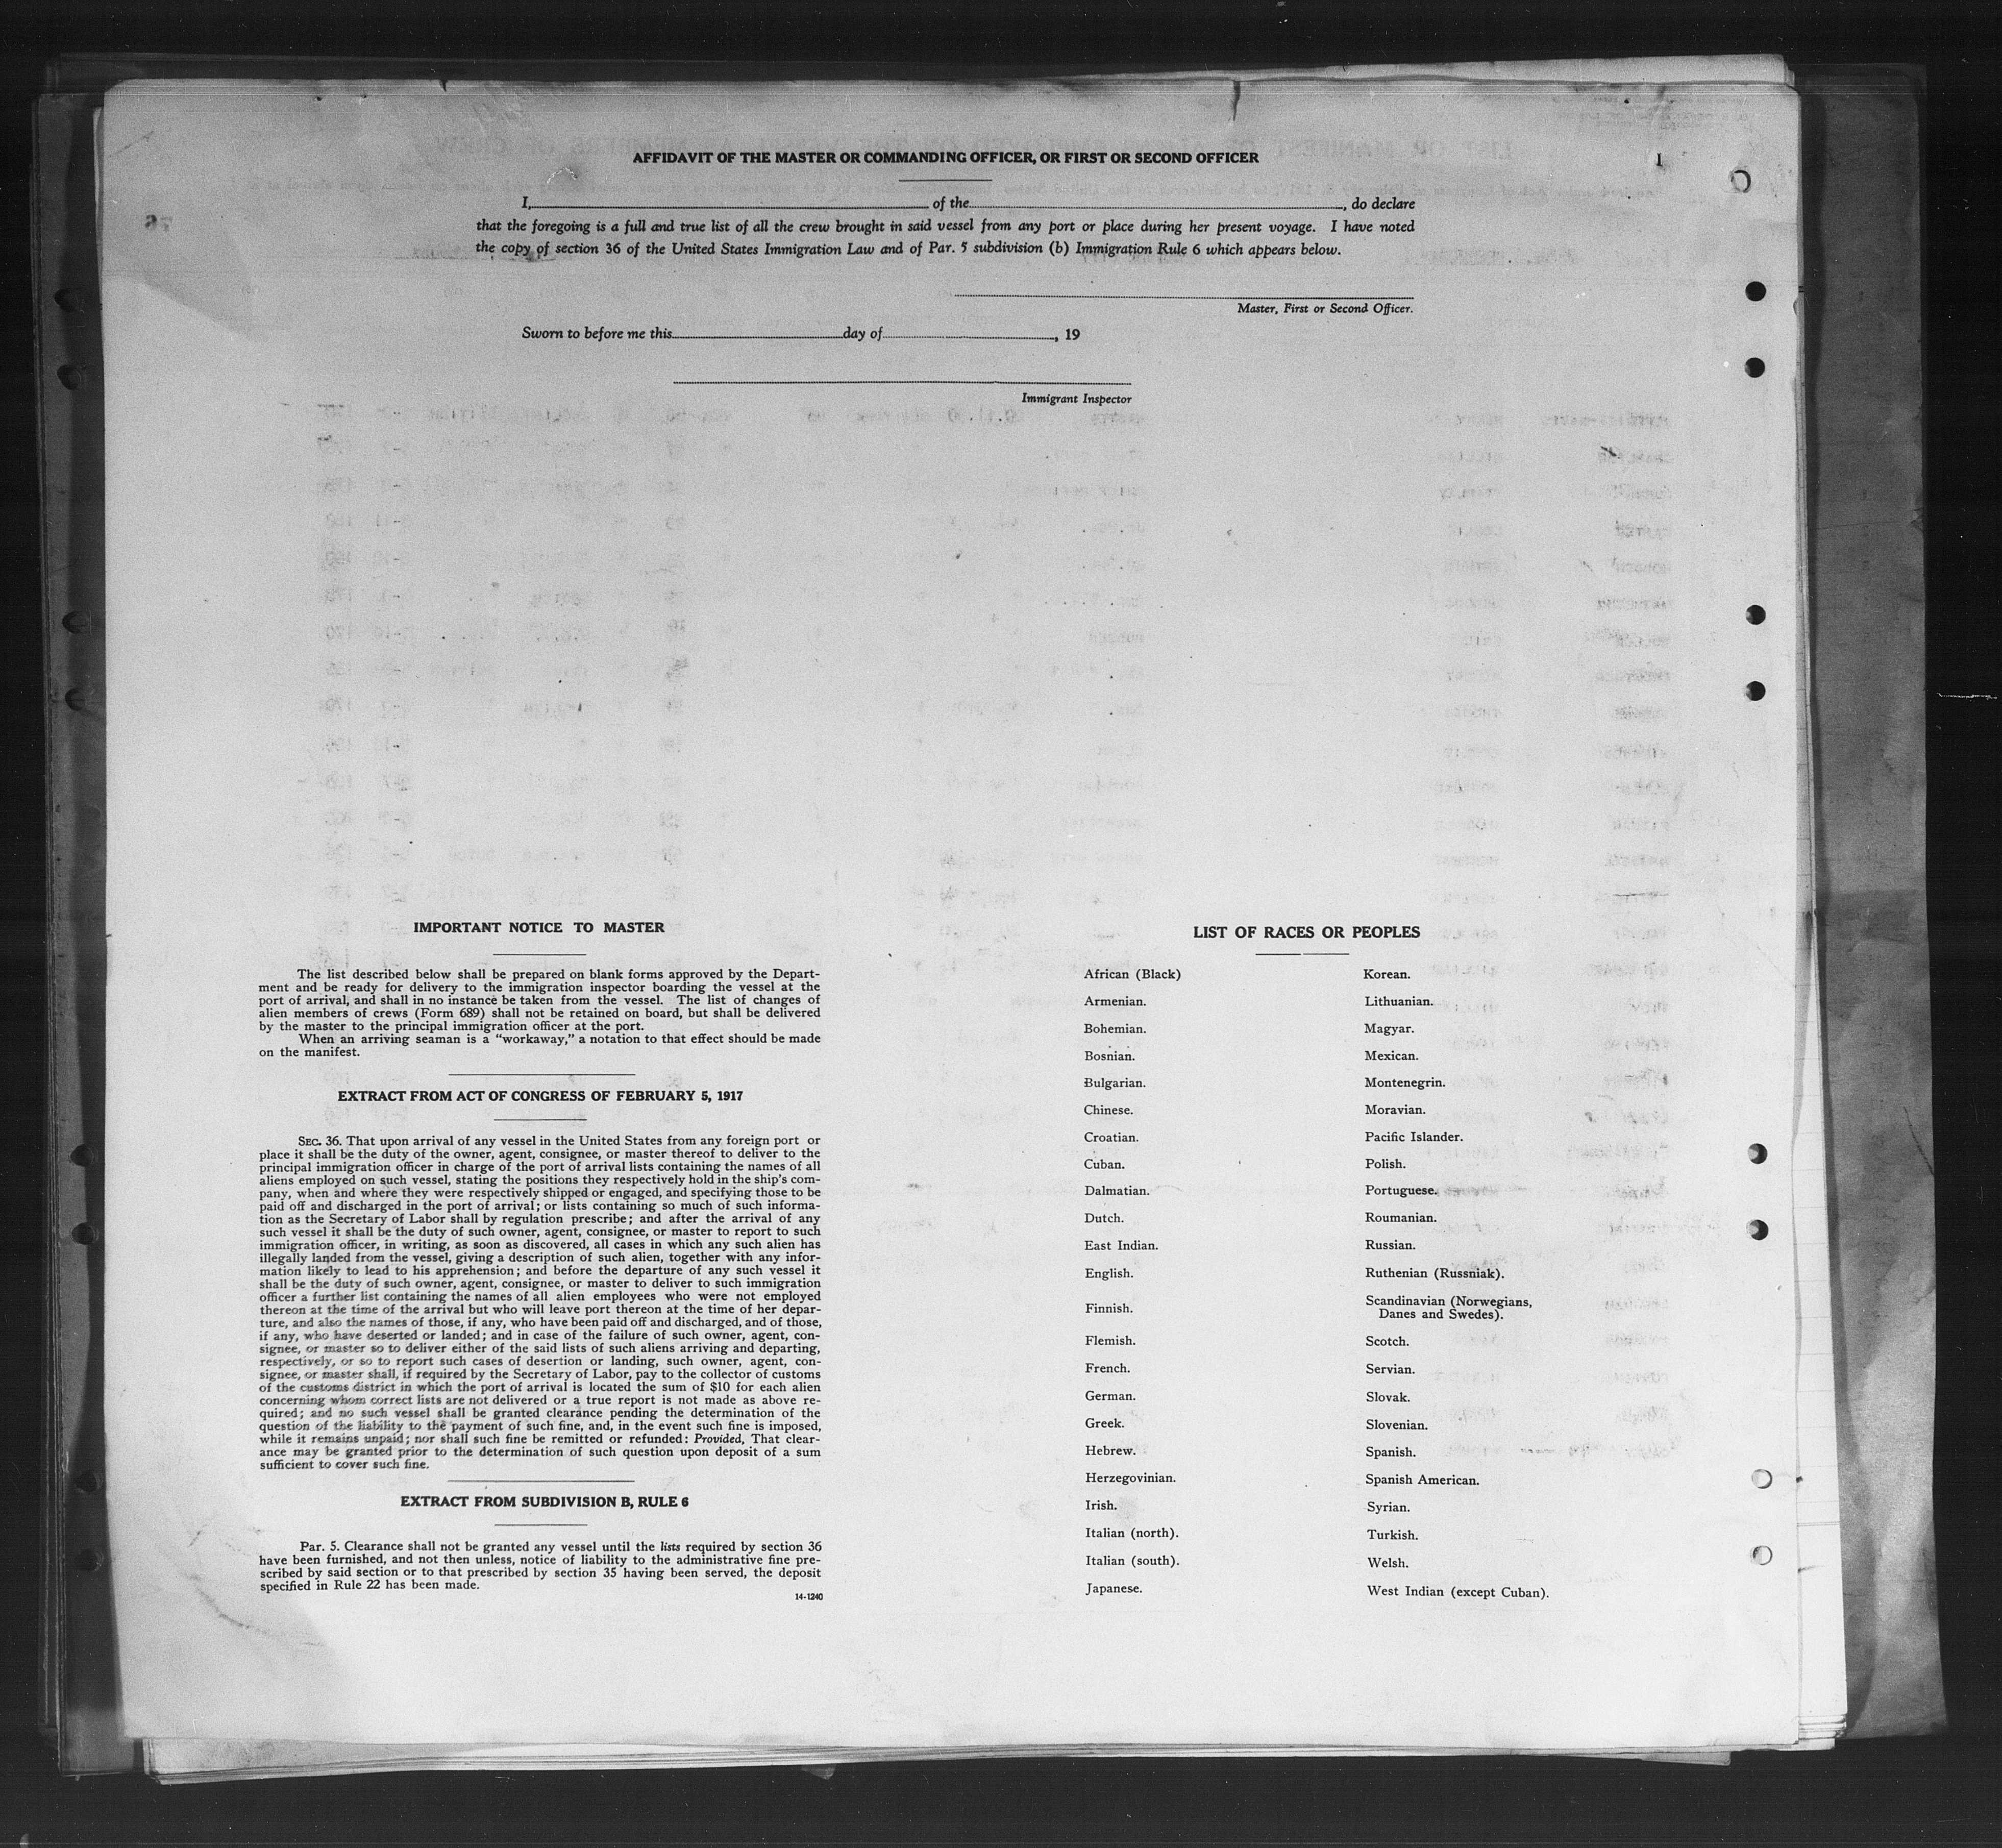 AFFIDAVIT OF THE MASTER OR COMMANDING OFFICER, OR FIRST OR SECOND OFFICER
I, of the , do declare
that the foregoing is a full and true list of all the crew brought in said vessel from any port or place during her present voyage. I have noted
the copy of section 36 of the United States Immigration Law and of Par. 5 subdivision (b) Immigration Rule 6 which appears below.
Master, First or Second Officer.
Sworn to before me this day of , 19
Immigrant Inspector
IMPORTANT NOTICE TO MASTER
The list described below shall be prepared on blank forms approved by the Depart-
ment and be ready for delivery to the immigration inspector boarding the vessel at the
port of arrival, and shall in no instance be taken from the vessel. The list of changes of
alien members of crews (Form 689) shall not be retained on board, but shall be delivered
by the master to the principal immigration officer at the port.
When an arriving seaman is a “workaway,” a notation to that effect should be made
on the manifest.
EXTRACT FROM ACT OF CONGRESS OF FEBRUARY 5, 1917
SEC. 36. That upon arrival of any vessel in the United States from any foreign port or
place it shall be the duty of the owner, agent, consignee, or master thereof to deliver to the
principal immigration officer in charge of the port of arrival lists containing the names of all
aliens employed on such vessel, stating the positions they respectively hold in the ship’s com-
pany, when and where they were respectively shipped or engaged, and specifying those to be
paid off and discharged in the port of arrival; or lists containing so much of such informa-
tion as the Secretary of Labor shall by regulation prescribe; and after the arrival of any
such vessel it shall be the duty of such owner, agent, consignee, or master to report to such
immigration officer, in writing, as soon as discovered, all cases in which any such alien has
illegally landed from the vessel, giving a description of such alien, together with any infor-
mation likely to lead to his apprehension; and before the departure of any such vessel it
shall be the duty of such owner, agent, consignee, or master to deliver to such immigration
officer a further list containing the names of all alien employees who were not employed
thereon at the time of the arrival but who will leave port thereon at the time of her depar-
ture, and also the names of those, if any, who have been paid off and discharged, and of those,
if any, who have deserted or landed; and in case of the failure of such owner, agent, con-
signee, or master so to deliver either of the said lists of such aliens arriving and departing,
respectively, or so to report such cases of desertion or landing, such owner, agent, con-
signee, or master shall, if required by the Secretary of Labor, pay to the collector of customs
of the customs district in which the port of arrival is located the sum of $10 for each alien
concerning whom correct lists are not delivered or a true report is not made as above re-
quired; and no such vessel shall be granted clearance pending the determination of the
question of the liability to the payment of such fine, and, in the event such fine is imposed,
while it remains unpaid; nor shall such fine be remitted or refunded: Provided, That clear-
ance may be granted prior to the determination of such question upon deposit of a sum
sufficient to cover such fine.
EXTRACT FROM SUBDIVISION B, RULE 6
Par. 5. Clearance shall not be granted any vessel until the lists required by section 36
have been furnished, and not then unless, notice of liability to the administrative fine pre-
scribed by said section or to that prescribed by section 35 having been served, the deposit
specified in Rule 22 has been made.
14-1240
LIST OF RACES OR PEOPLES
African (Black)
Armenian.
Bohemian.
Bosnian.
Bulgarian.
Chinese.
Croatian.
Cuban.
Dalmatian.
Dutch.
East Indian.
English.
Finnish.
Flemish.
French.
German.
Greek.
Hebrew.
Herzegovinian.
Irish.
Italian (north).
Italian (south).
Japanese.
Korean.
Lithuanian.
Magyar.
Mexican.
Montenegrin.
Moravian.
Pacific Islander.
Polish.
Portuguese.
Roumanian.
Russian.
Ruthenian (Russniak).
Scandinavian (Norwegians,
Danes and Swedes).
Scotch.
Servian.
Slovak.
Slovenian.
Spanish.
Spanish American.
Syrian.
Turkish.
Welsh.
West Indian (except Cuban).